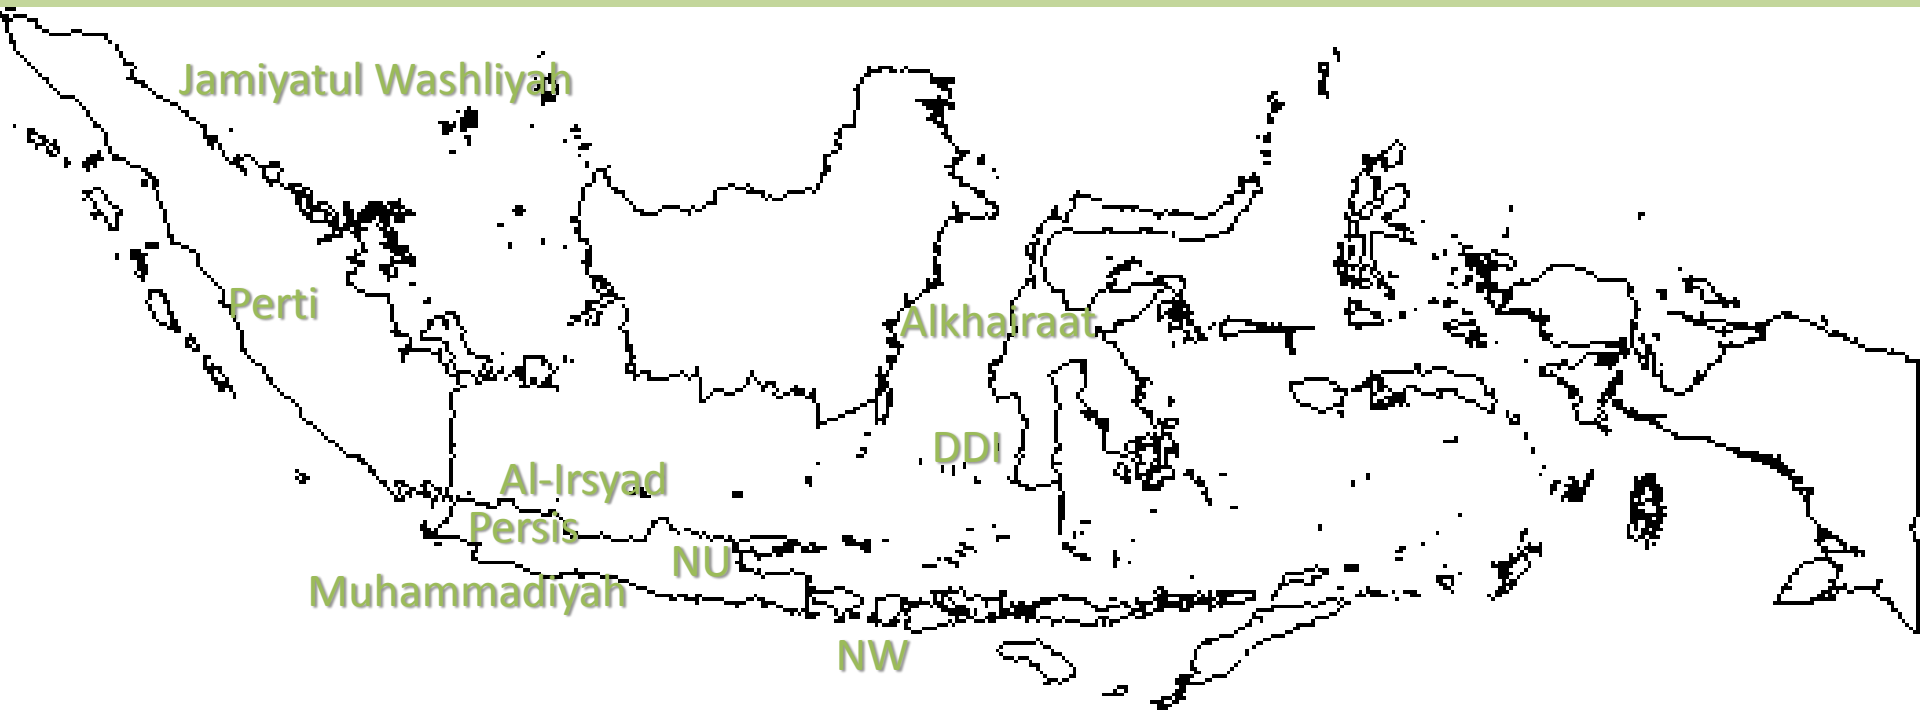 Jamiyatul Washliyah
Perti
Alkhairaat
DDI
Al-Irsyad
Persis
NU
Muhammadiyah
NW